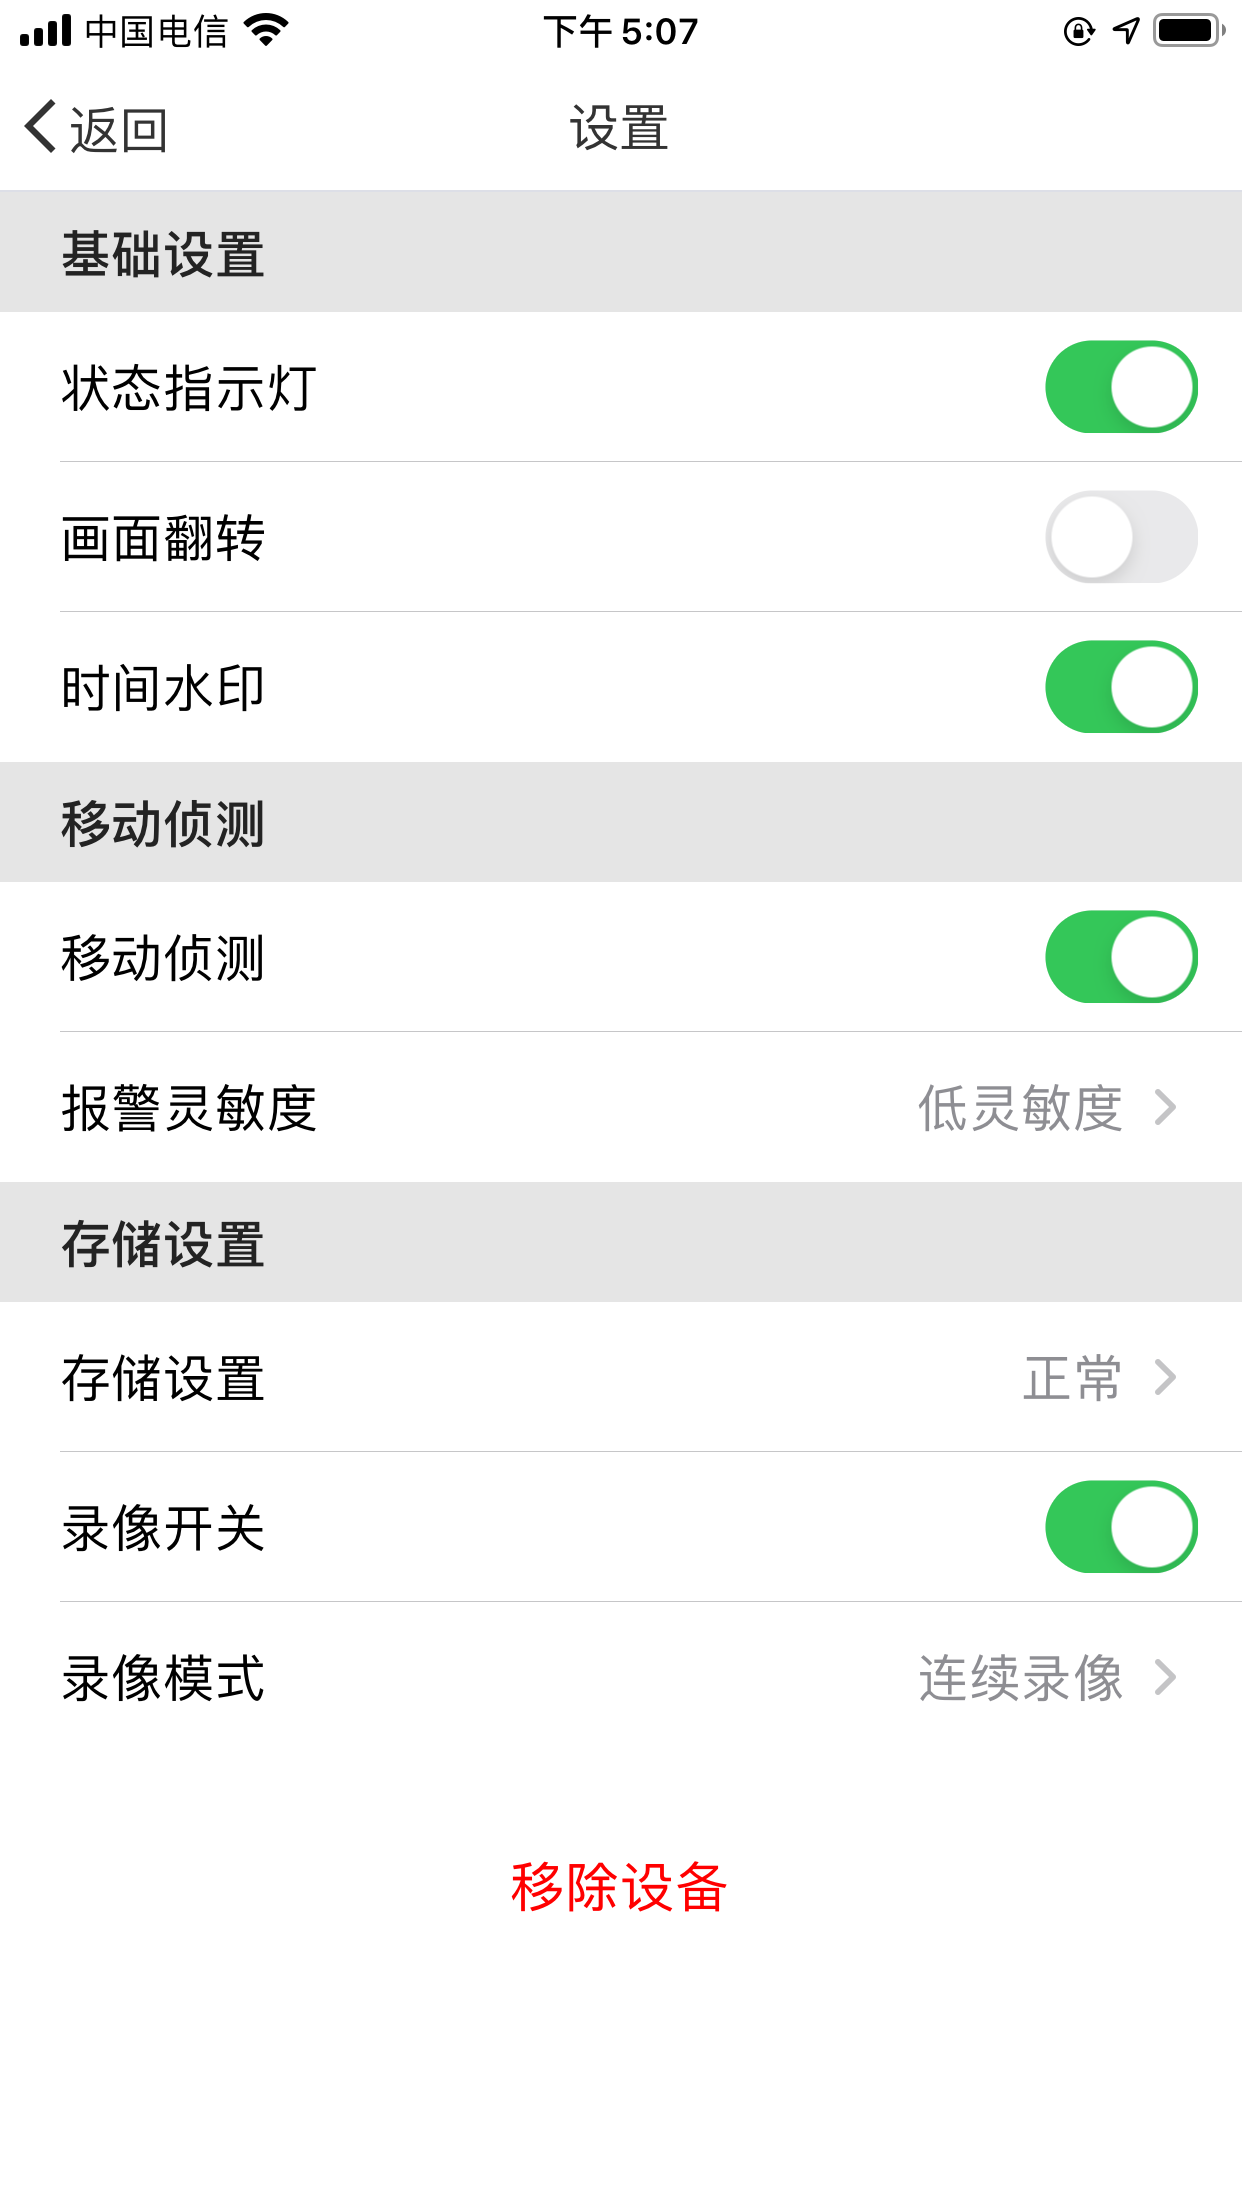 中国电信 下午 5:07
返回 设置
基础设置
状态指示灯
画面翻转
时间水印
移动侦测
移动侦测
报警灵敏度 低灵敏度
存储设置
存储设置 正常
录像开关
录像模式 连续录像
移除设备